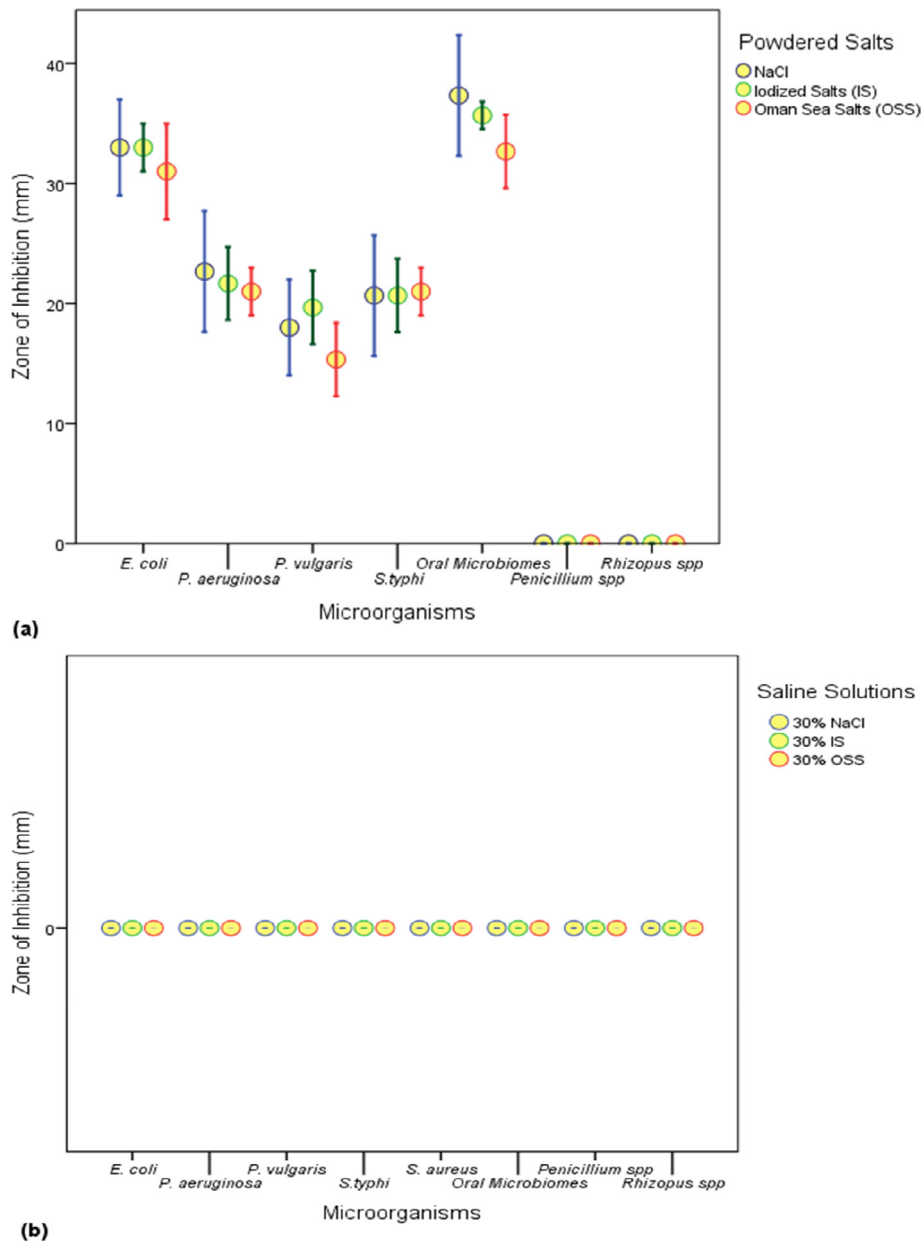 Powdered Salts
NaCl
Iodized Salts (IS)
Oman Sea Salts (OSS)
Zone of Inhibition (mm)
40
30
20
10
0
E. coli
P. aeruginosa
P. vulgaris
S.typhi
Oral Microbiomes
Penicillium spp
Rhizopus spp
Microorganisms
(a)
Saline Solutions
30% NaCl
30% IS
30% OSS
Zone of Inhibition (mm)
0
E. coli
P. aeruginosa
P. vulgaris
S.typhi
S. aureus
Oral Microbiomes
Penicillium spp
Rhizopus spp
Microorganisms
(b)